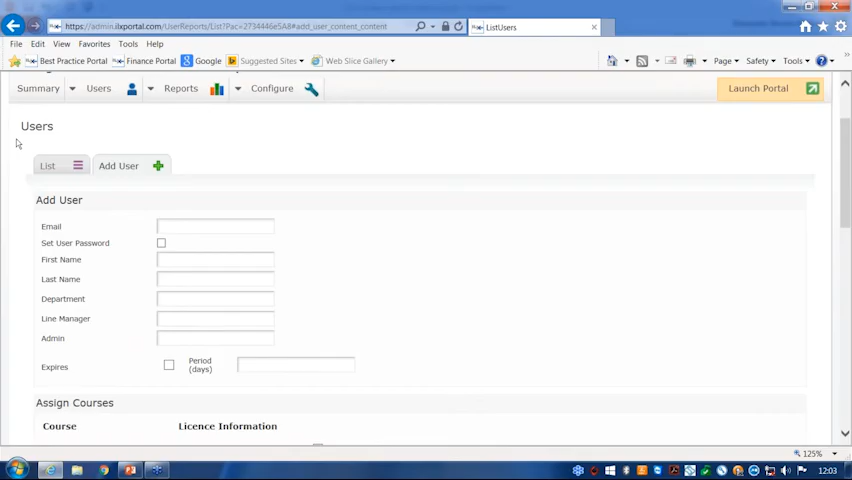 https://admin.ilxportal.com/UserReports/List?Pac=2734446e5A8#add_user_content_content
ListUsers
File Edit View Favorites Tools Help
Best Practice Portal Finance Portal Google Suggested Sites Web Slice Gallery Page Safety Tools
Summary Users Reports Configure Launch Portal
Users
List Add User
Add User
Email
Set User Password
First Name
Last Name
Department
Line Manager
Admin
Expires Period (days)
Assign Courses
Course Licence Information
125%
12:03